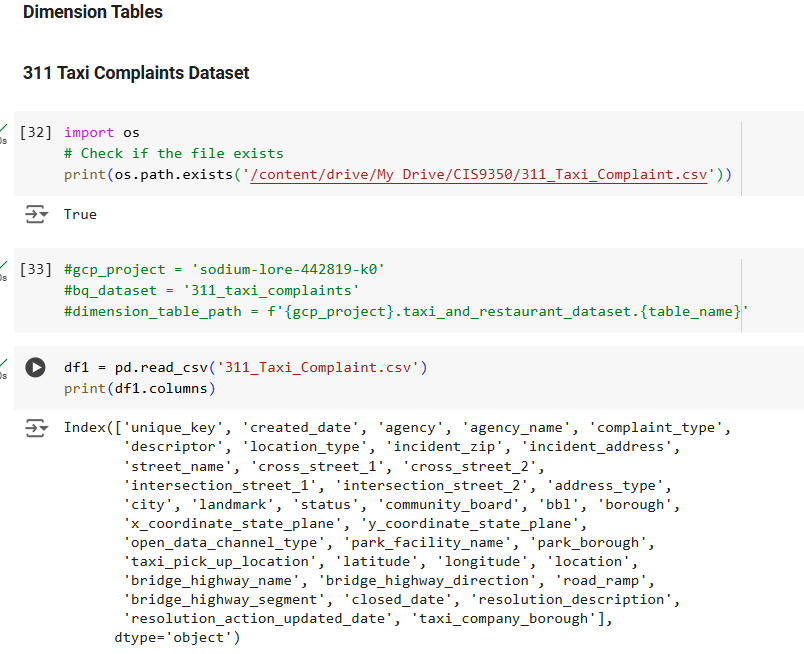 Dimension Tables
311 Taxi Complaints Dataset
[32] import os
0s
# Check if the file exists
print(os.path.exists('/content/drive/My Drive/CIS9350/311_Taxi_Complaint.csv'))
True
[33] #gcp_project = 'sodium-lore-442819-k0'
0s
#bq_dataset = '311_taxi_complaints'
#dimension_table_path = f'{gcp_project}.taxi_and_restaurant_dataset.{table_name}'
df1 = pd.read_csv('311_Taxi_Complaint.csv')
0s
print(df1.columns)
Index(['unique_key', 'created_date', 'agency', 'agency_name', 'complaint_type',
'descriptor', 'location_type', 'incident_zip', 'incident_address',
'street_name', 'cross_street_1', 'cross_street_2',
'intersection_street_1', 'intersection_street_2', 'address_type',
'city', 'landmark', 'status', 'community_board', 'bbl', 'borough',
'x_coordinate_state_plane', 'y_coordinate_state_plane',
'open_data_channel_type', 'park_facility_name', 'park_borough',
'taxi_pick_up_location', 'latitude', 'longitude', 'location',
'bridge_highway_name', 'bridge_highway_direction', 'road_ramp',
'bridge_highway_segment', 'closed_date', 'resolution_description',
'resolution_action_updated_date', 'taxi_company_borough'],
dtype='object')